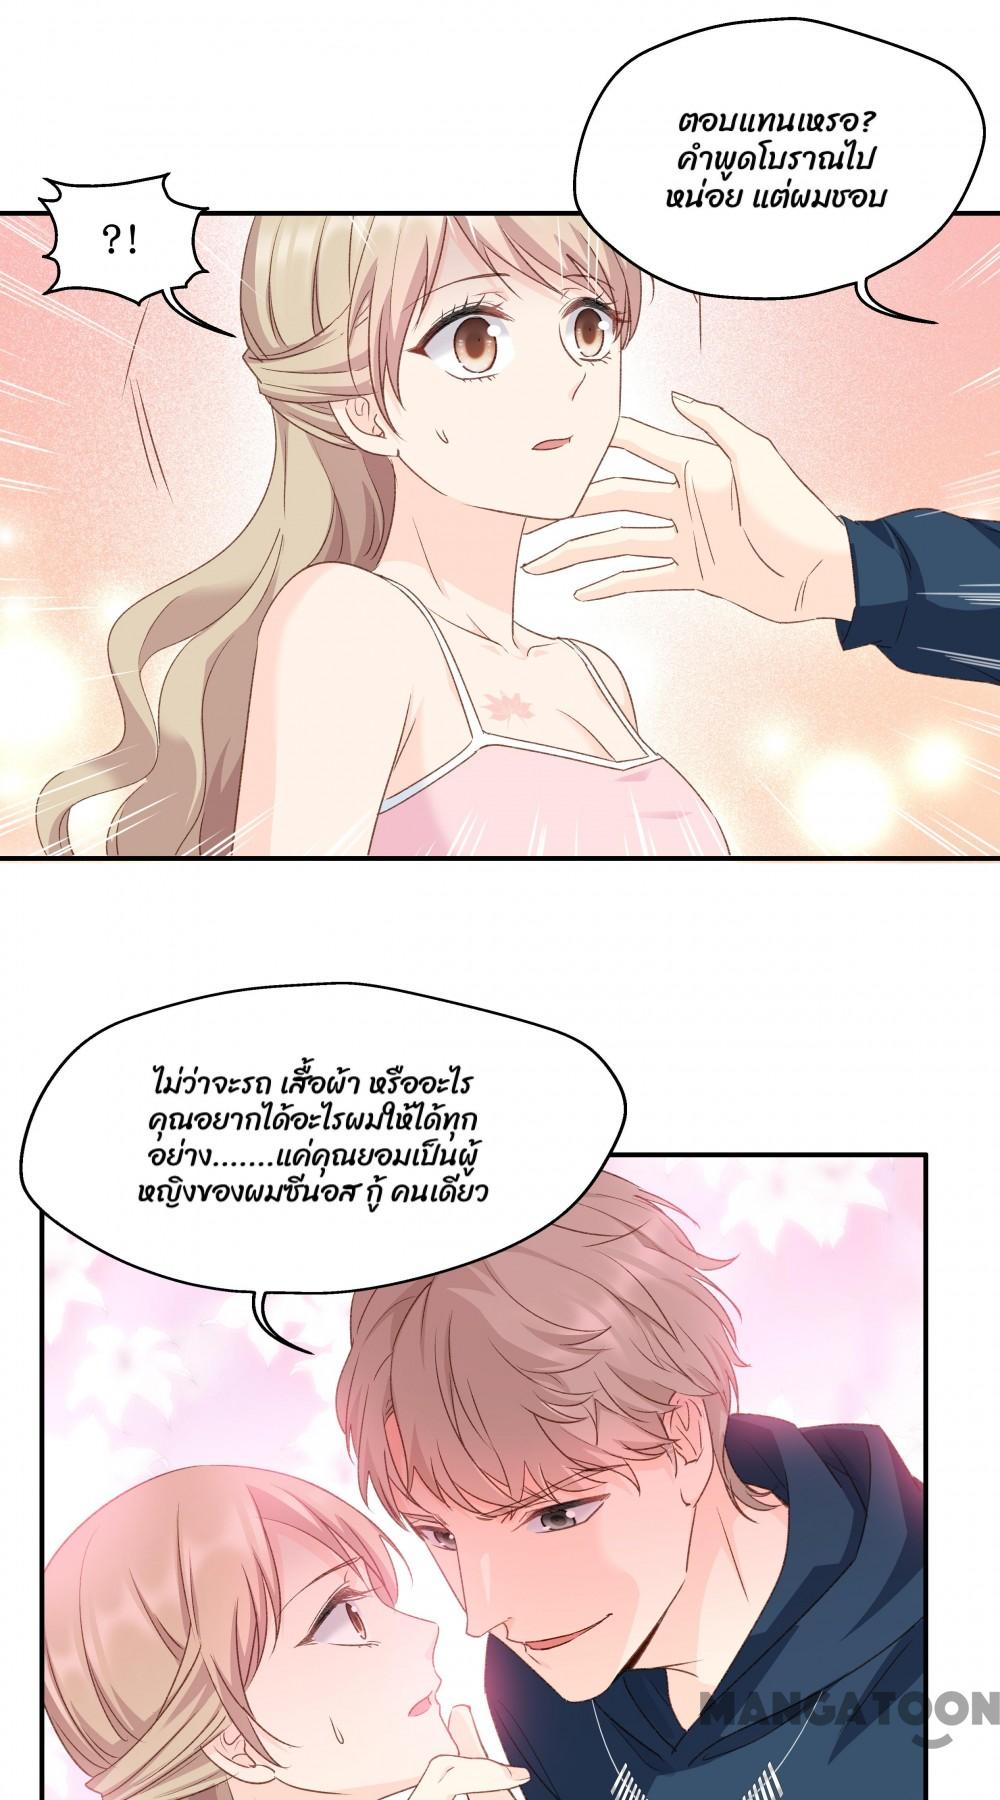 ตอบแทนเหรอ?
คำพูดโบราณไป
หน่อย แต่ผมชอบ
?!
ไม่ว่าจะรถ เสื้อผ้า หรืออะไร
คุณอยากได้อะไรผมให้ได้ทุก
อย่าง.......แค่คุณยอมเป็นผู้
หญิงของผมซีนอส กู้ คนเดียว
MANGATOON